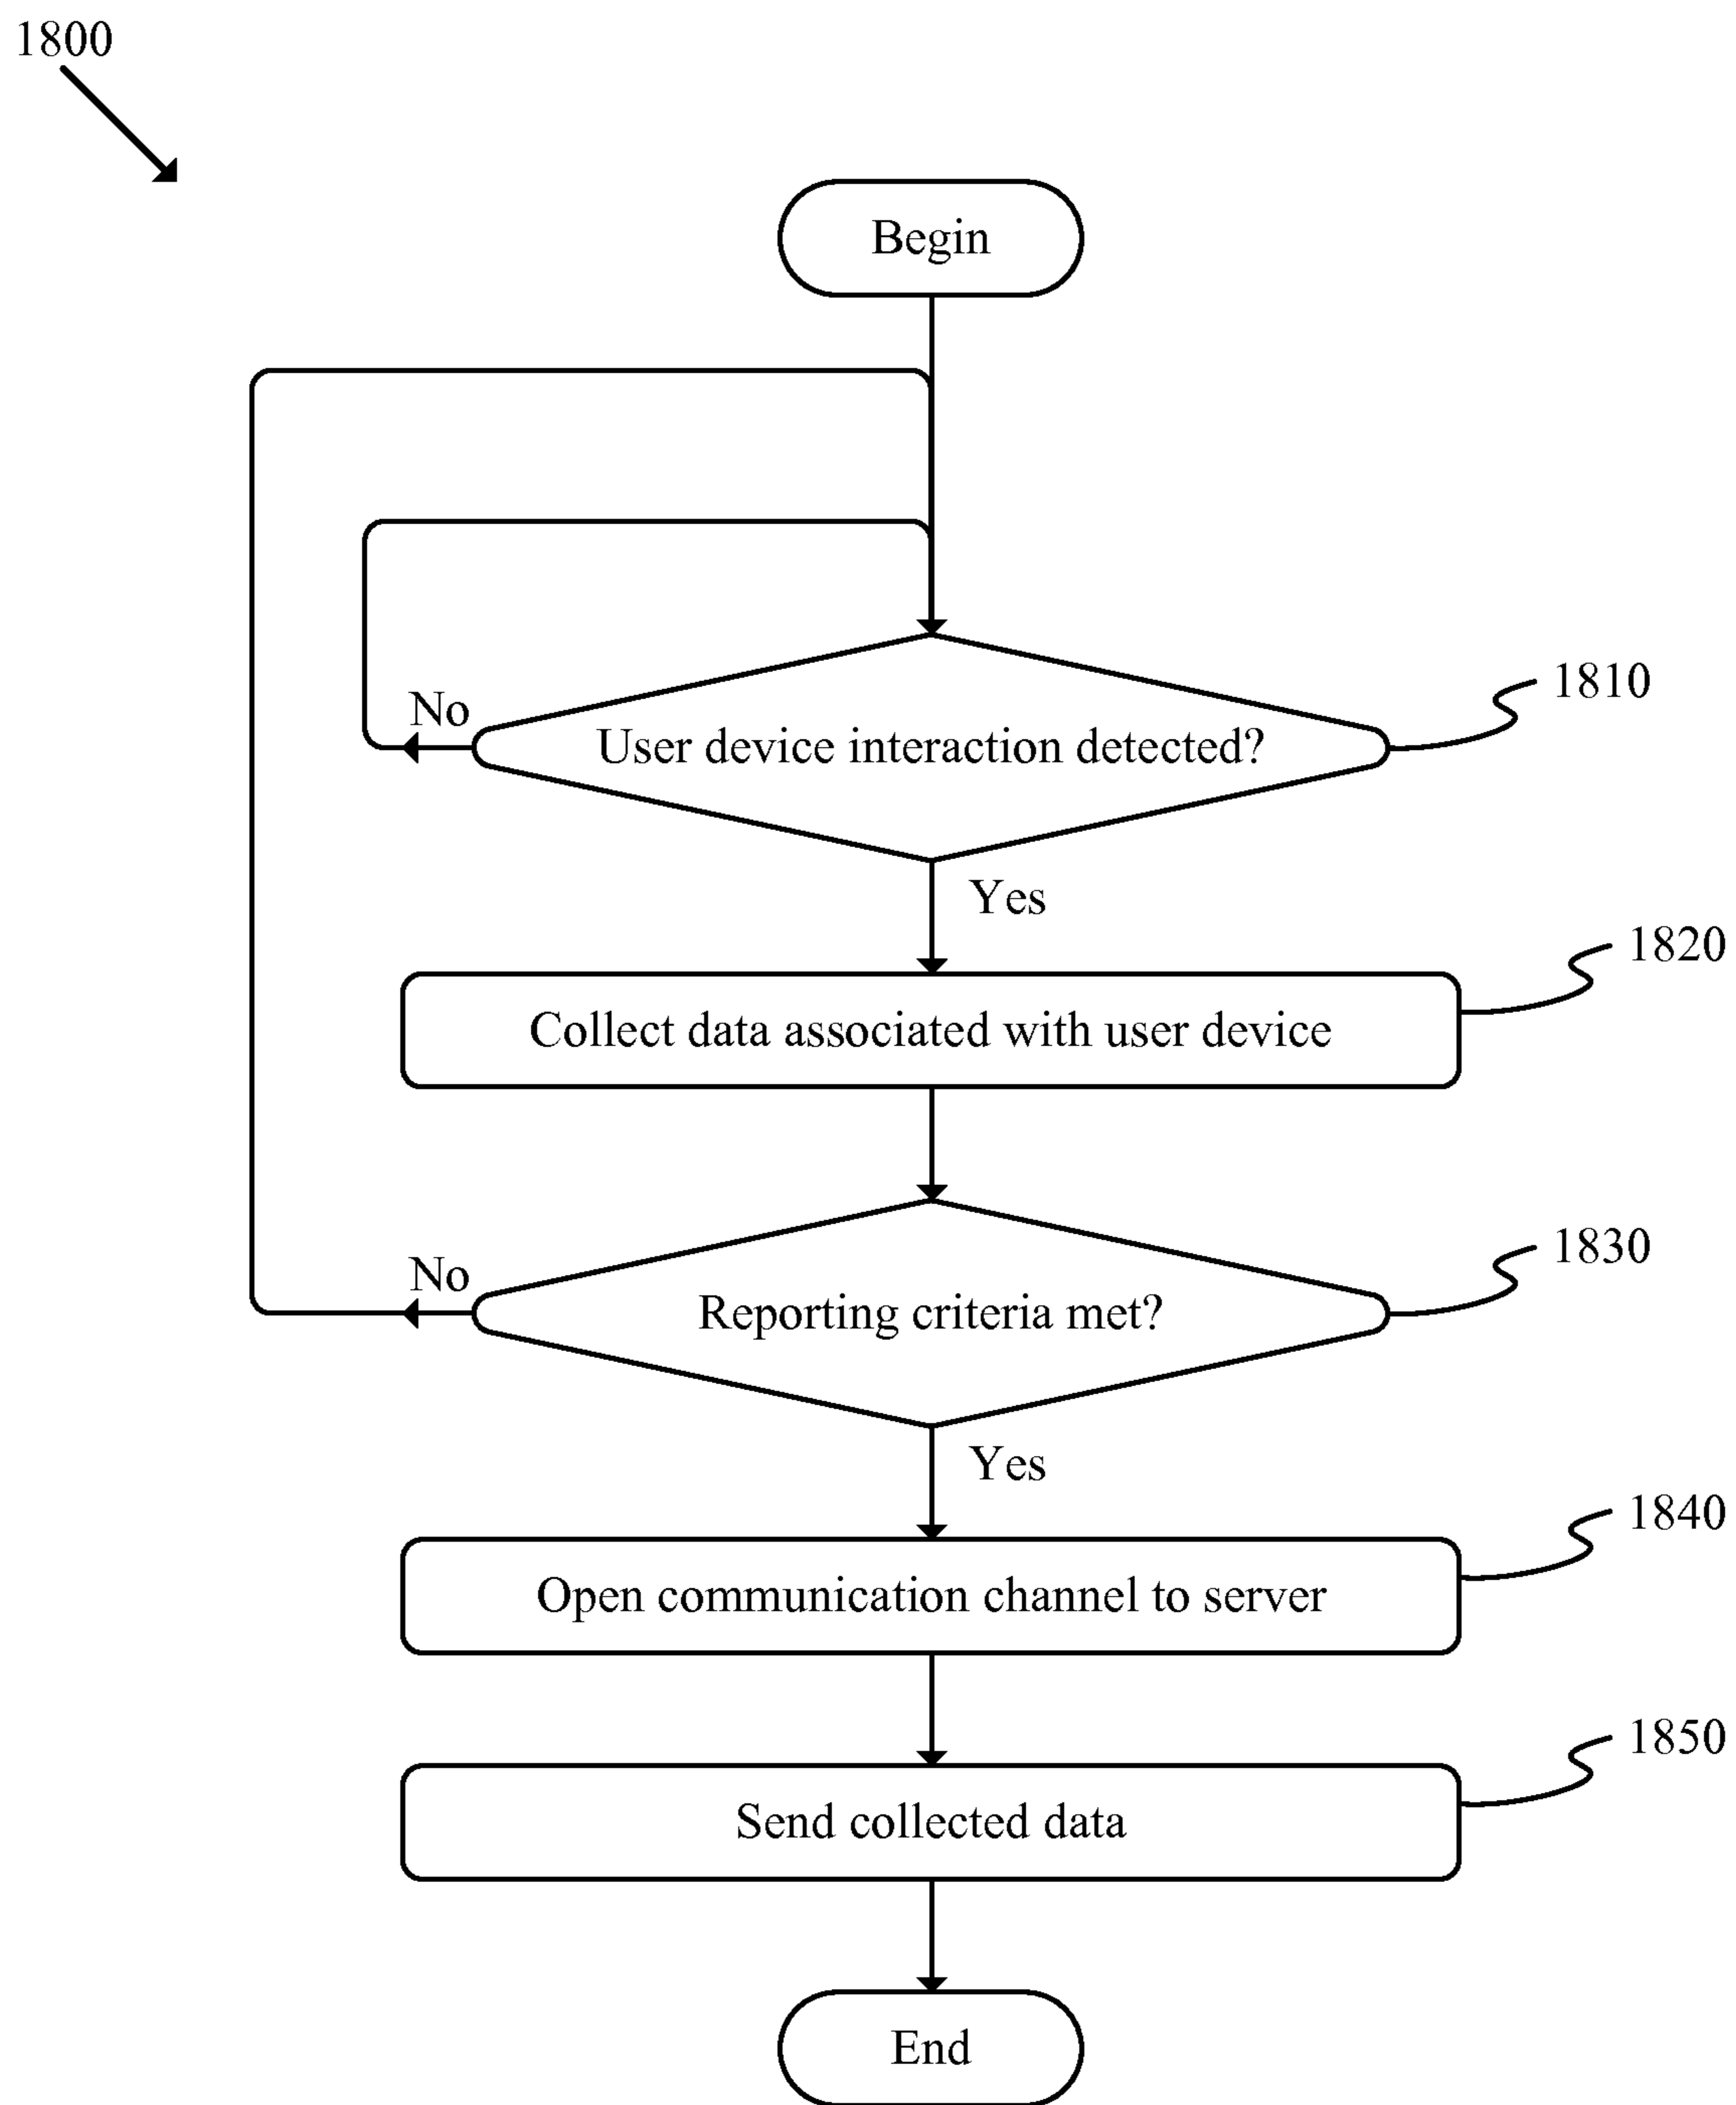 1800
Begin
No
User device interaction detected?
1810
Yes
Collect data associated with user device
1820
No
Reporting criteria met?
1830
Yes
Open communication channel to server
1840
Send collected data
1850
End